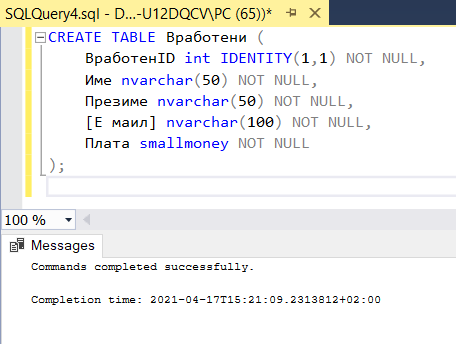 SQLQuery4.sql - D...-U12DQCV\PC (65))*
CREATE TABLE Вработени (
ВработенID int IDENTITY(1,1) NOT NULL,
Име nvarchar(50) NOT NULL,
Презиме nvarchar(50) NOT NULL,
[Е маил] nvarchar(100) NOT NULL,
Плата smallmoney NOT NULL
);
100 %
Messages
Commands completed successfully.
Completion time: 2021-04-17T15:21:09.2313812+02:00